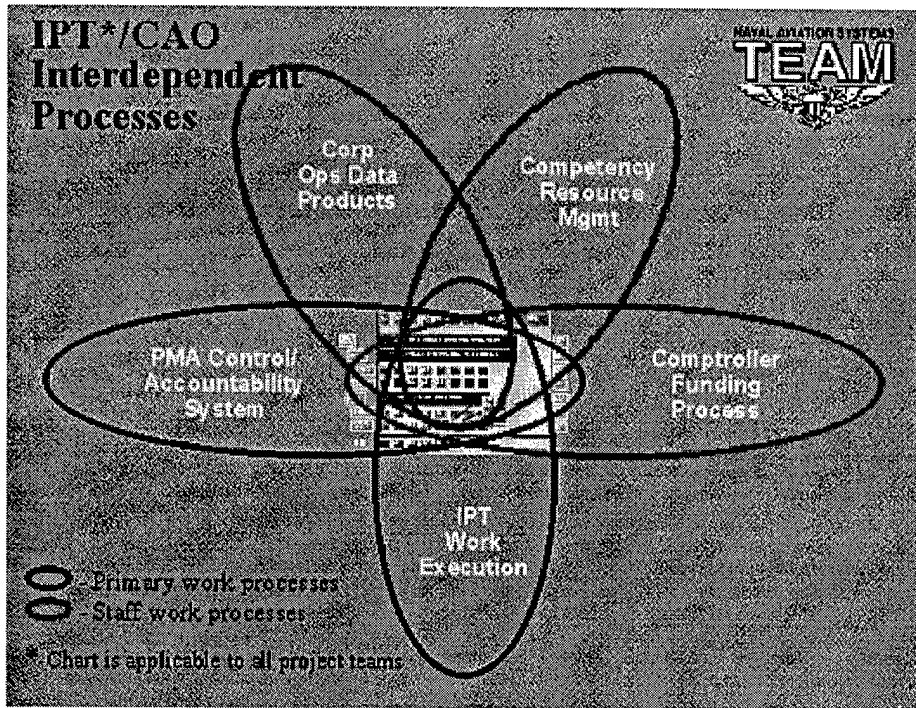 IPT*/CAO
Interdependent
Processes
NAVAL AVIATION SYSTEMS
TEAM
Corp
Ops Data
Products
Competency
Resource
Mgmt
PMA Control/
Accountability
System
Comptroller
Funding
Process
IPT
Work
Execution
- Primary work processes
- Staff work processes
* Chart is applicable to all project teams